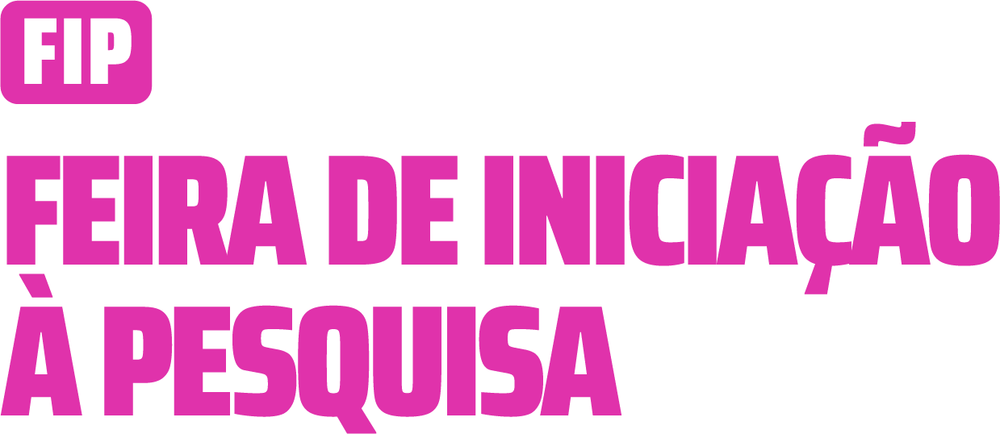 FIP
FEIRA DE INICIAÇÃO
À PESQUISA